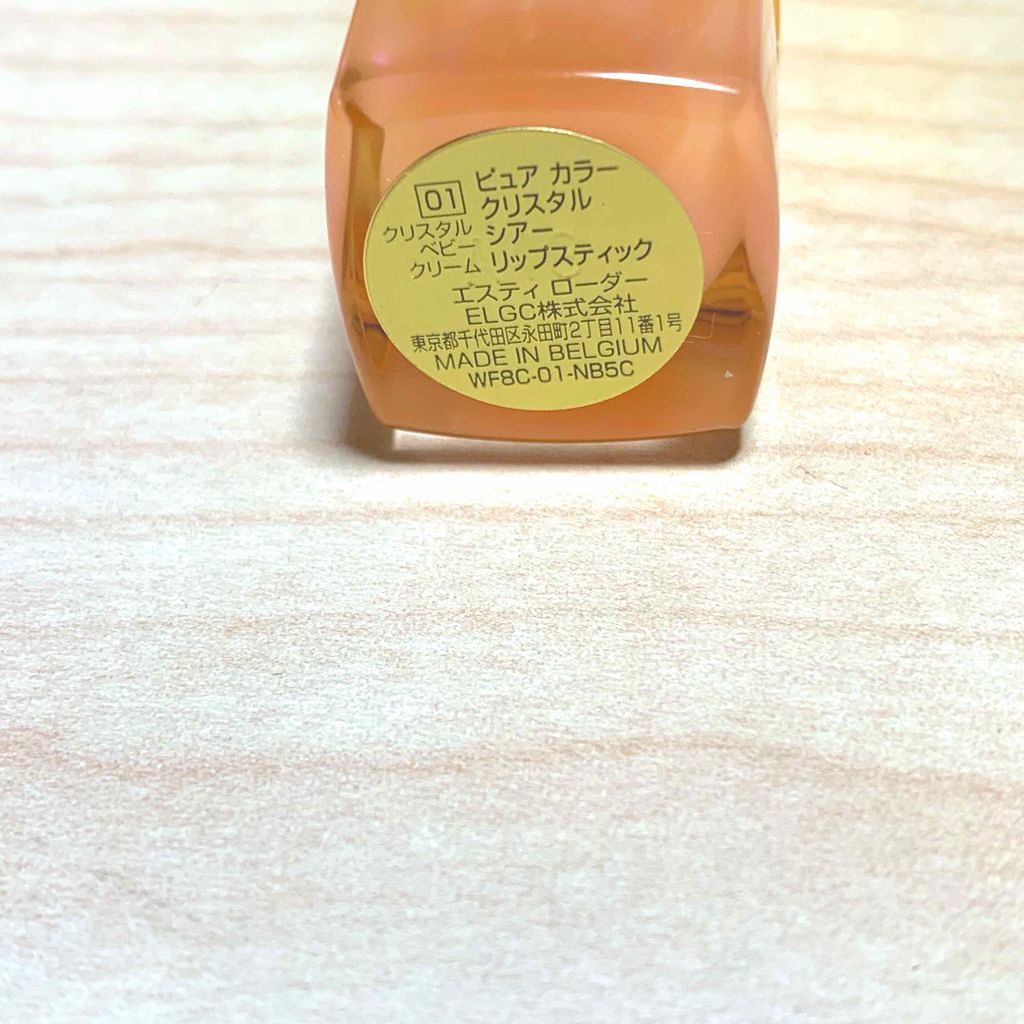 01
クリスタル
ベビー
クリーム
ピュア カラー
クリスタル
シアー
リップスティック
エスティ ローダー
ELGC株式会社
東京都千代田区永田町2丁目11番1号
MADE IN BELGIUM
WF8C-01-NB5C